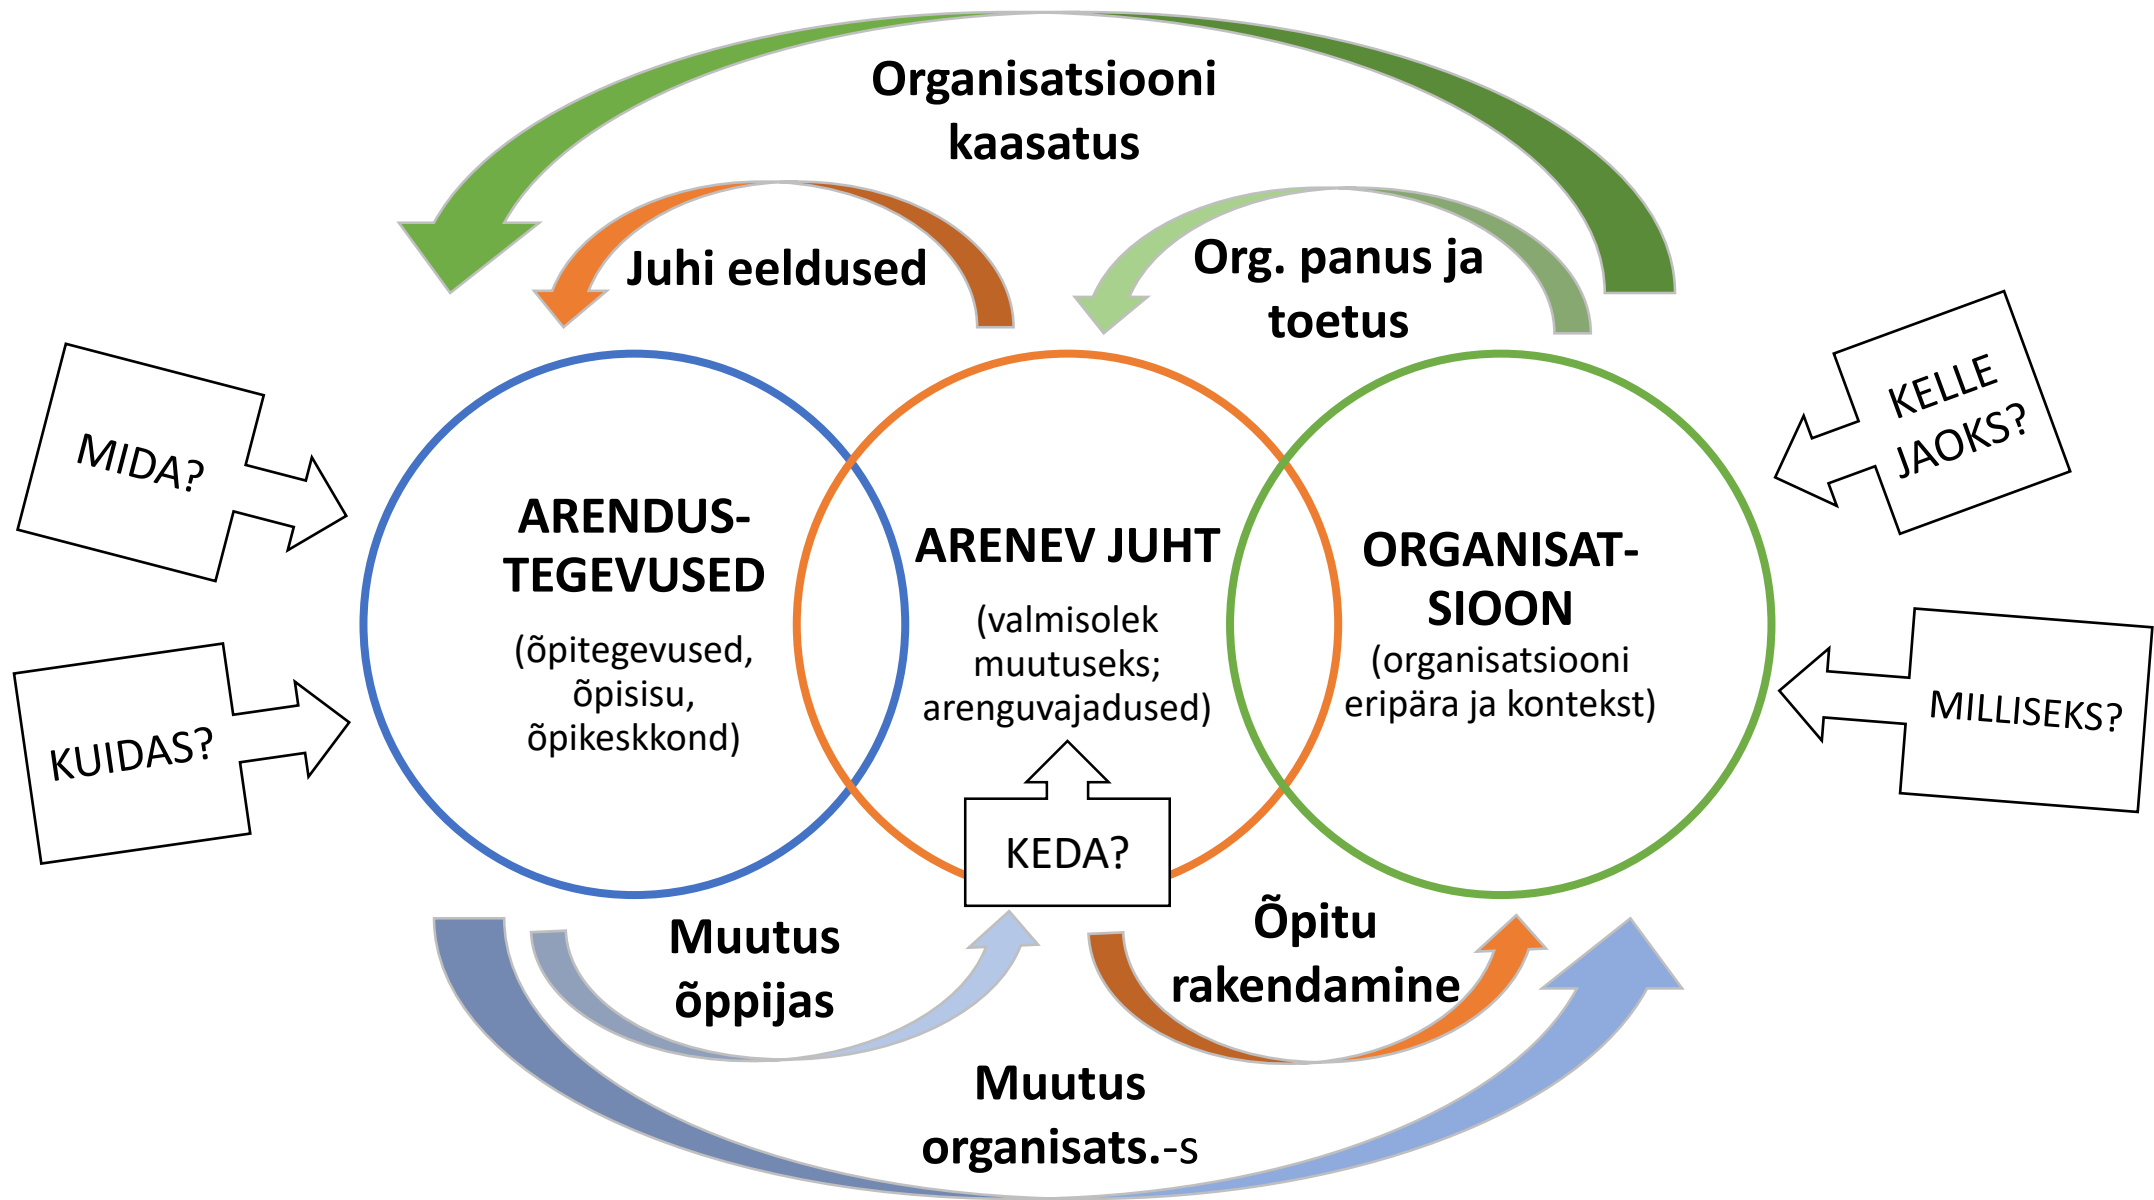 Organisatsiooni
kaasatus
Juhi eeldused
Org. panus ja
toetus
MIDA?
KUIDAS?
ARENDUS-
TEGEVUSED
(õpitegevused,
õpisisu,
õpikeskkond)
ARENEV JUHT
(valmisolek
muutuseks;
arenguvajadused)
KEDA?
ORGANISAT-
SIOON
(organisatsiooni
eripära ja kontekst)
KELLE
JAOKS?
MILLISEKS?
Muutus
õppijas
Õpitu
rakendamine
Muutus
organisats.-s